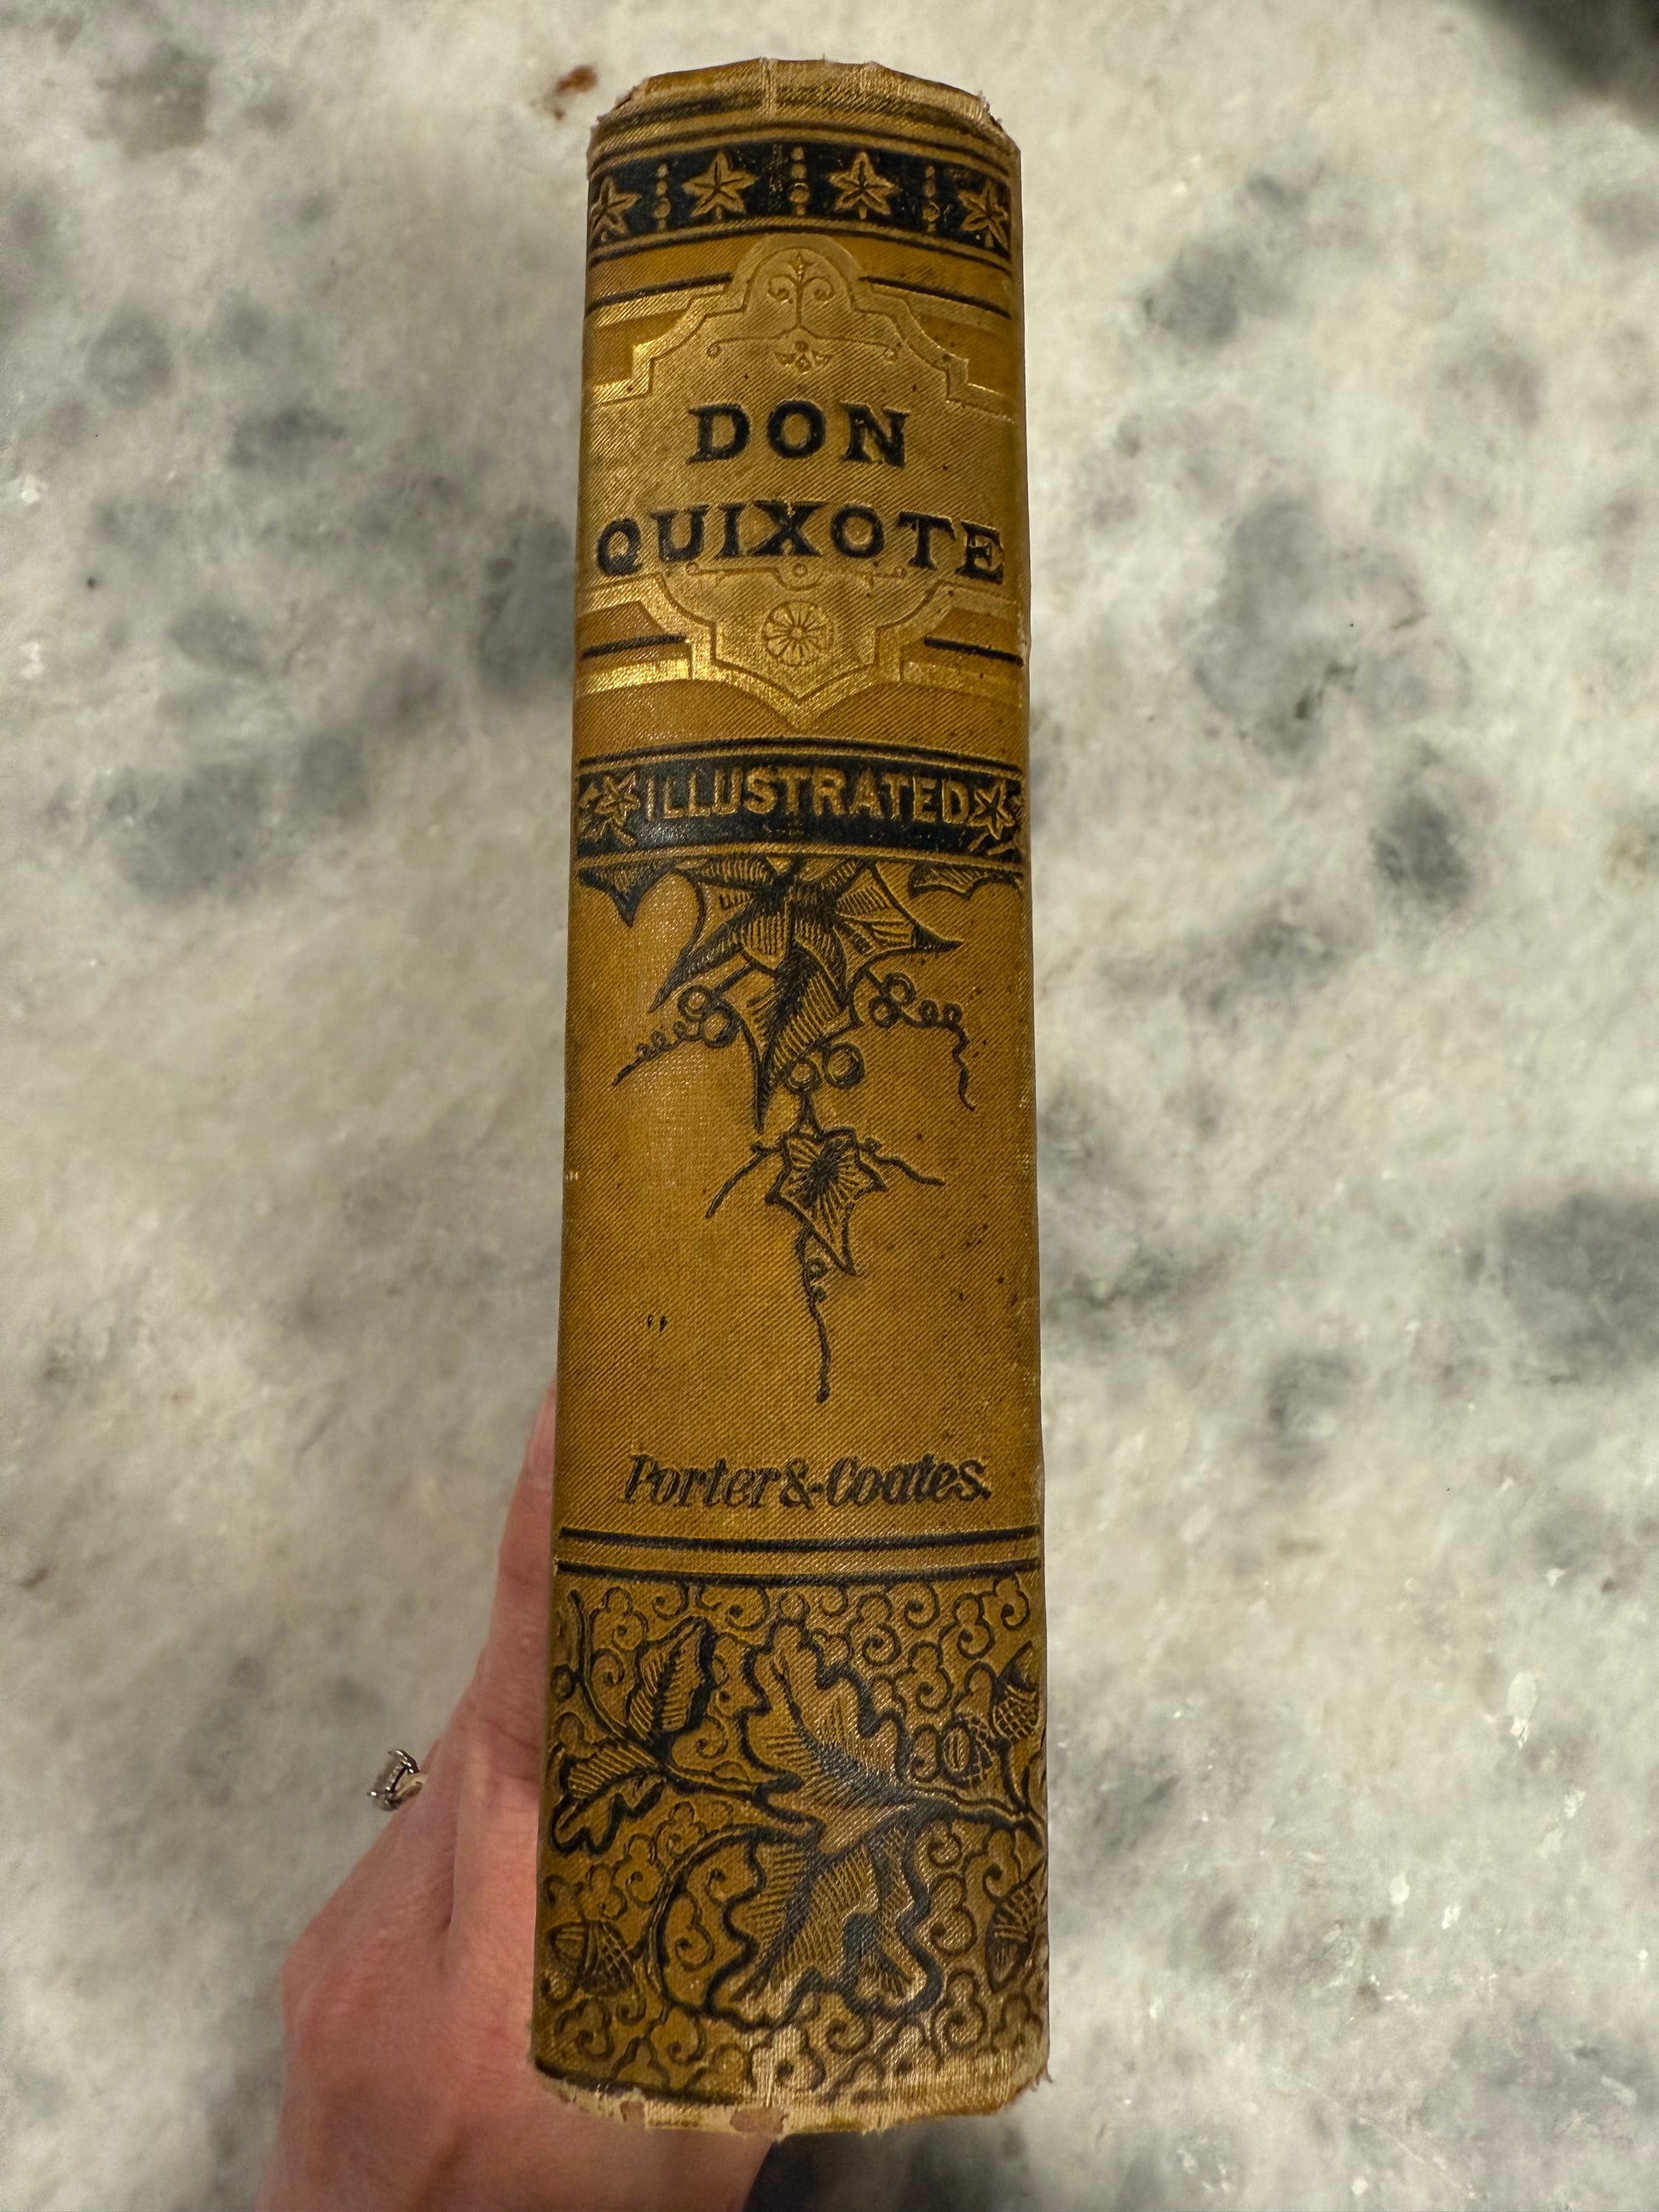 DON
QUIXOTE
ILLUSTRATED
Porter & Coates.